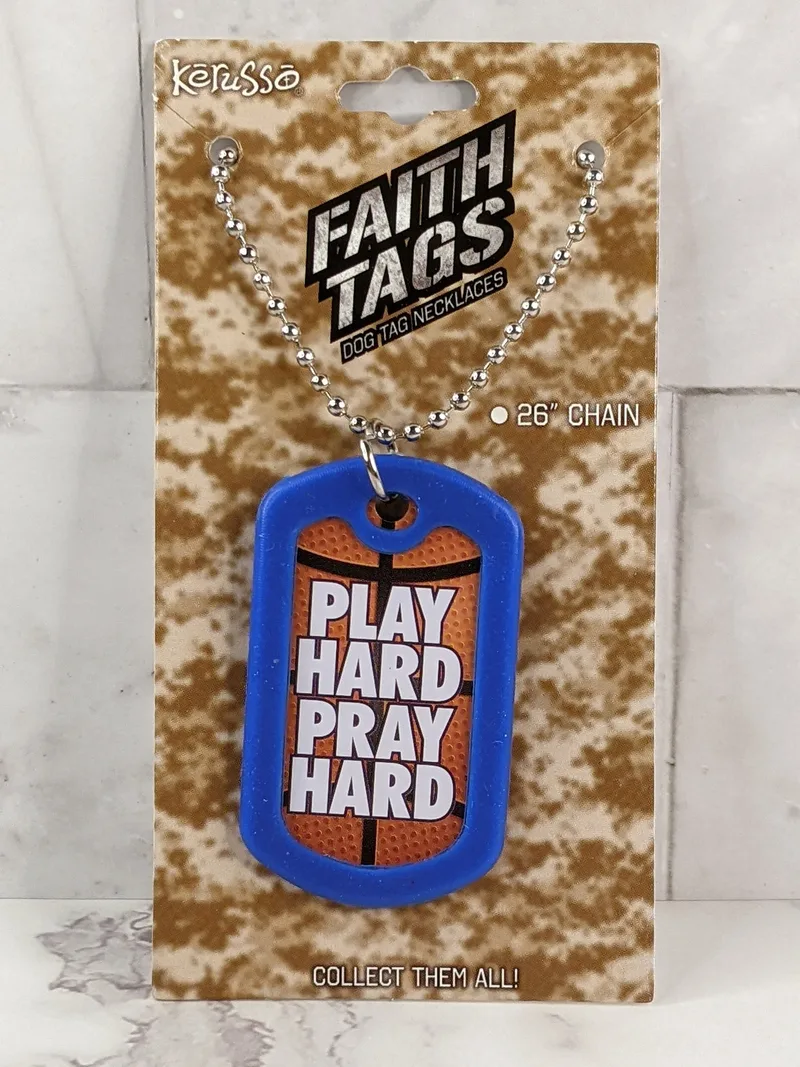 Kerusso®
FAITH
TAGS
DOG TAG NECKLACES
26” CHAIN
PLAY
HARD
PRAY
HARD
COLLECT THEM ALL!